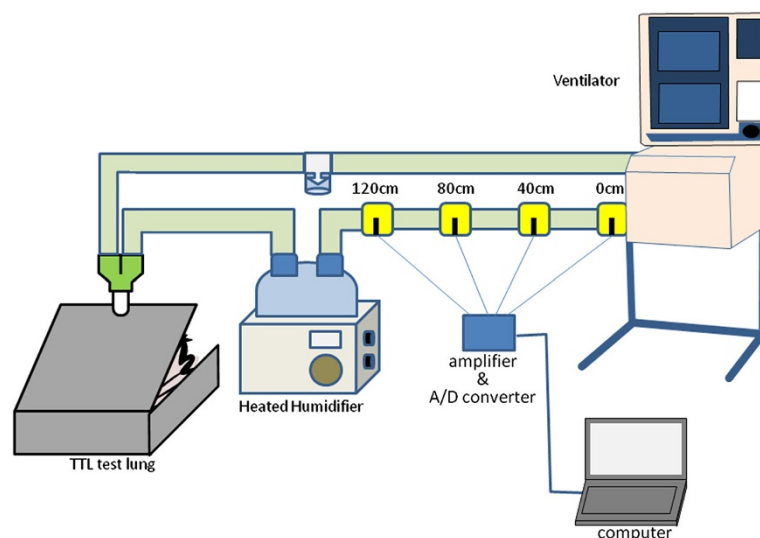 Ventilator
120cm
80cm
40cm
0cm
amplifier
&
A/D converter
Heated Humidifier
TTL test lung
computer